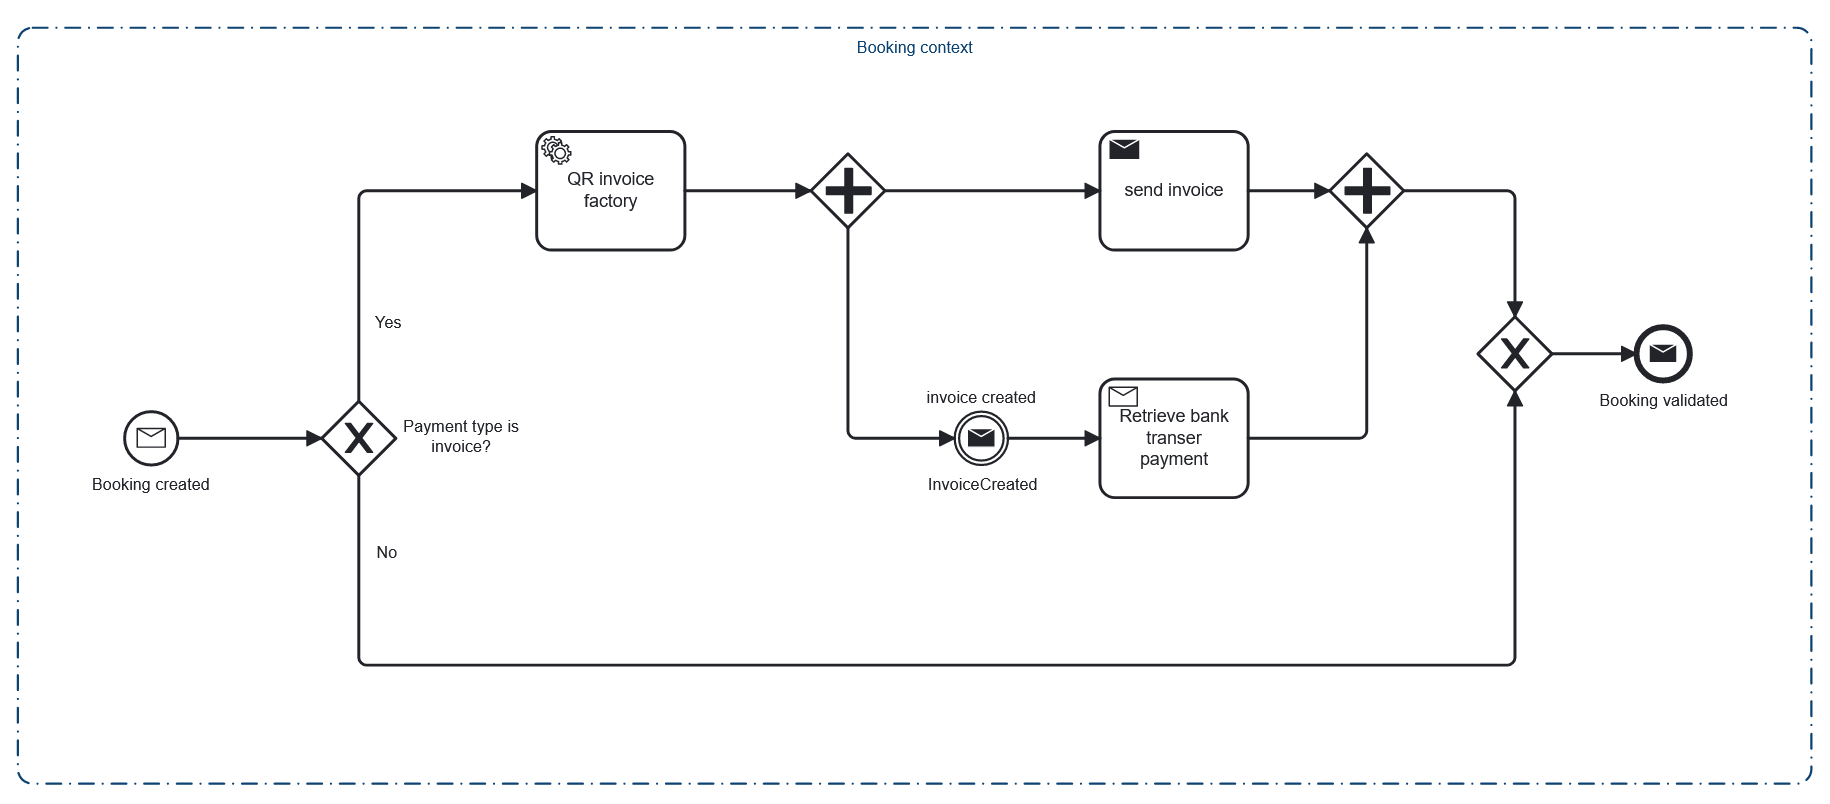 Booking context
QR invoice
factory
send invoice
Yes
Payment type is
invoice?
Booking created
No
invoice created
InvoiceCreated
Retrieve bank
transer
payment
Booking validated